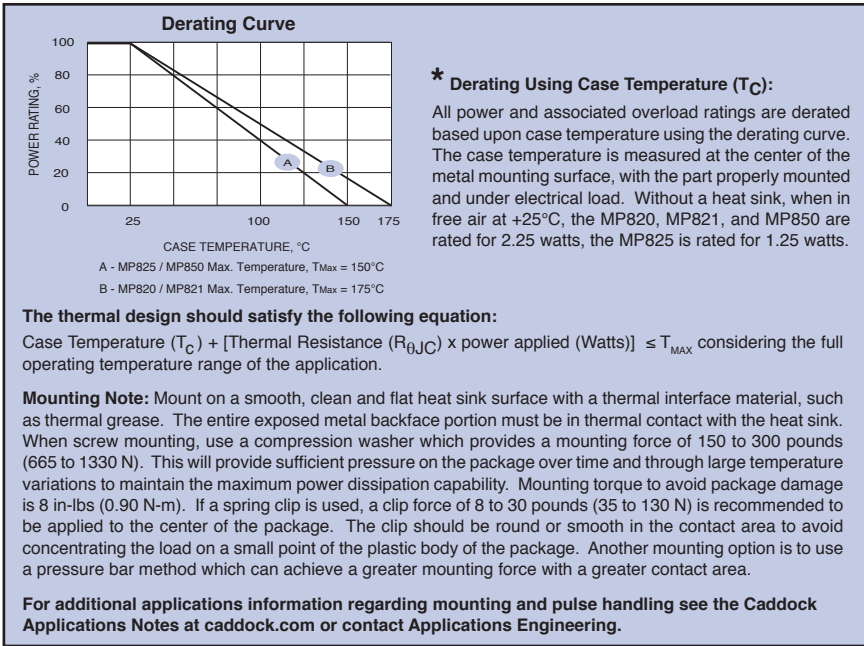 Derating Curve
100
80
60
40
20
0
POWER RATING, %
25
100
150
175
CASE TEMPERATURE, °C
A
B
A - MP825 / MP850 Max. Temperature, TMax = 150°C
B - MP820 / MP821 Max. Temperature, TMax = 175°C
* Derating Using Case Temperature (TC):
All power and associated overload ratings are derated
based upon case temperature using the derating curve.
The case temperature is measured at the center of the
metal mounting surface, with the part properly mounted
and under electrical load. Without a heat sink, when in
free air at +25°C, the MP820, MP821, and MP850 are
rated for 2.25 watts, the MP825 is rated for 1.25 watts.
The thermal design should satisfy the following equation:
Case Temperature (TC) + [Thermal Resistance (RθJC) x power applied (Watts)] ≤ TMAX considering the full
operating temperature range of the application.
Mounting Note: Mount on a smooth, clean and flat heat sink surface with a thermal interface material, such
as thermal grease. The entire exposed metal backface portion must be in thermal contact with the heat sink.
When screw mounting, use a compression washer which provides a mounting force of 150 to 300 pounds
(665 to 1330 N). This will provide sufficient pressure on the package over time and through large temperature
variations to maintain the maximum power dissipation capability. Mounting torque to avoid package damage
is 8 in-lbs (0.90 N-m). If a spring clip is used, a clip force of 8 to 30 pounds (35 to 130 N) is recommended to
be applied to the center of the package. The clip should be round or smooth in the contact area to avoid
concentrating the load on a small point of the plastic body of the package. Another mounting option is to use
a pressure bar method which can achieve a greater mounting force with a greater contact area.
For additional applications information regarding mounting and pulse handling see the Caddock
Applications Notes at caddock.com or contact Applications Engineering.